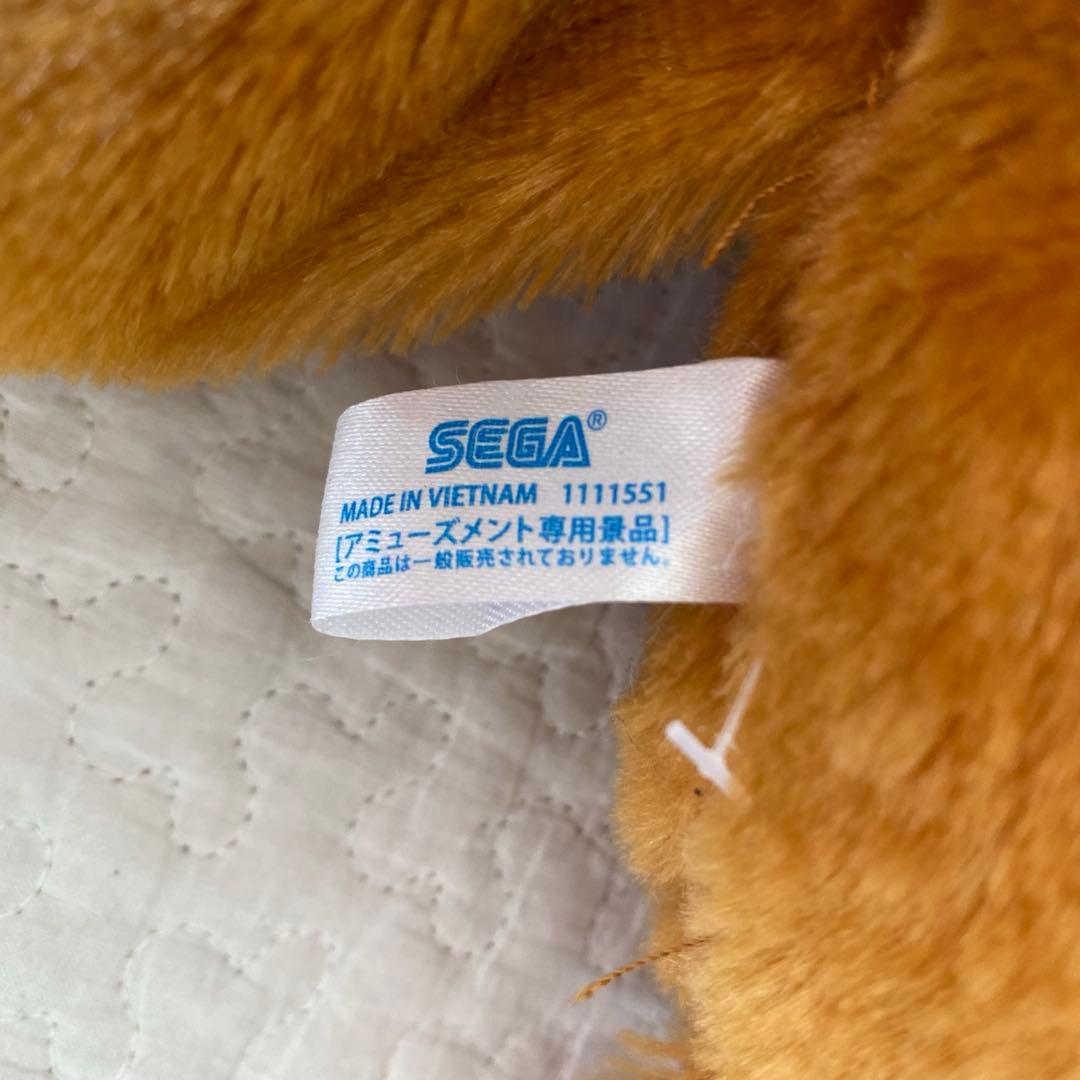 SEGA®
MADE IN VIETNAM 1111551
[アミューズメント専用景品]
この商品は一般販売されておりません。